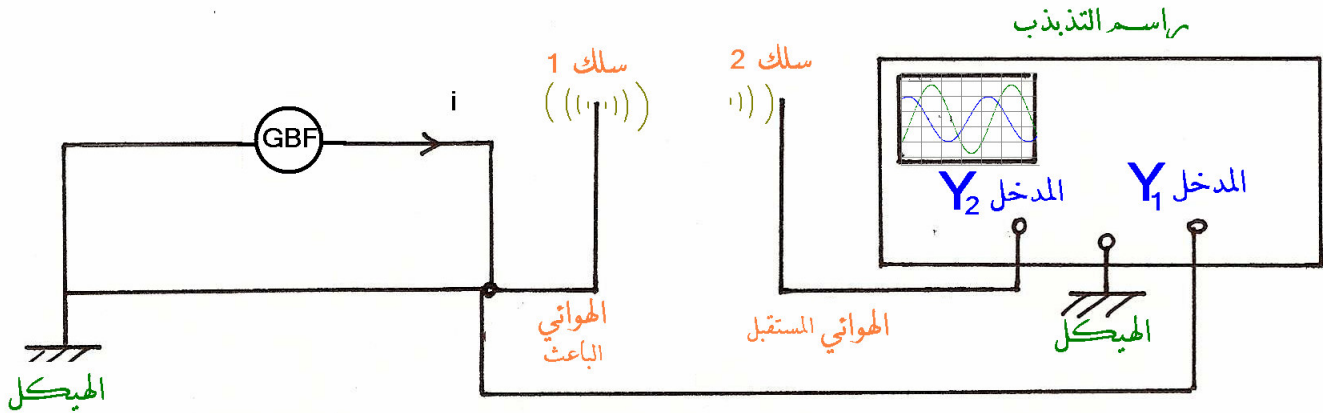 راسم التذبذب
سلك 1
سلك 2
i
GBF
المدخل Y1
المدخل Y2
الهوائي
الباعث
الهوائي المستقبل
الهيكل
الهيكل